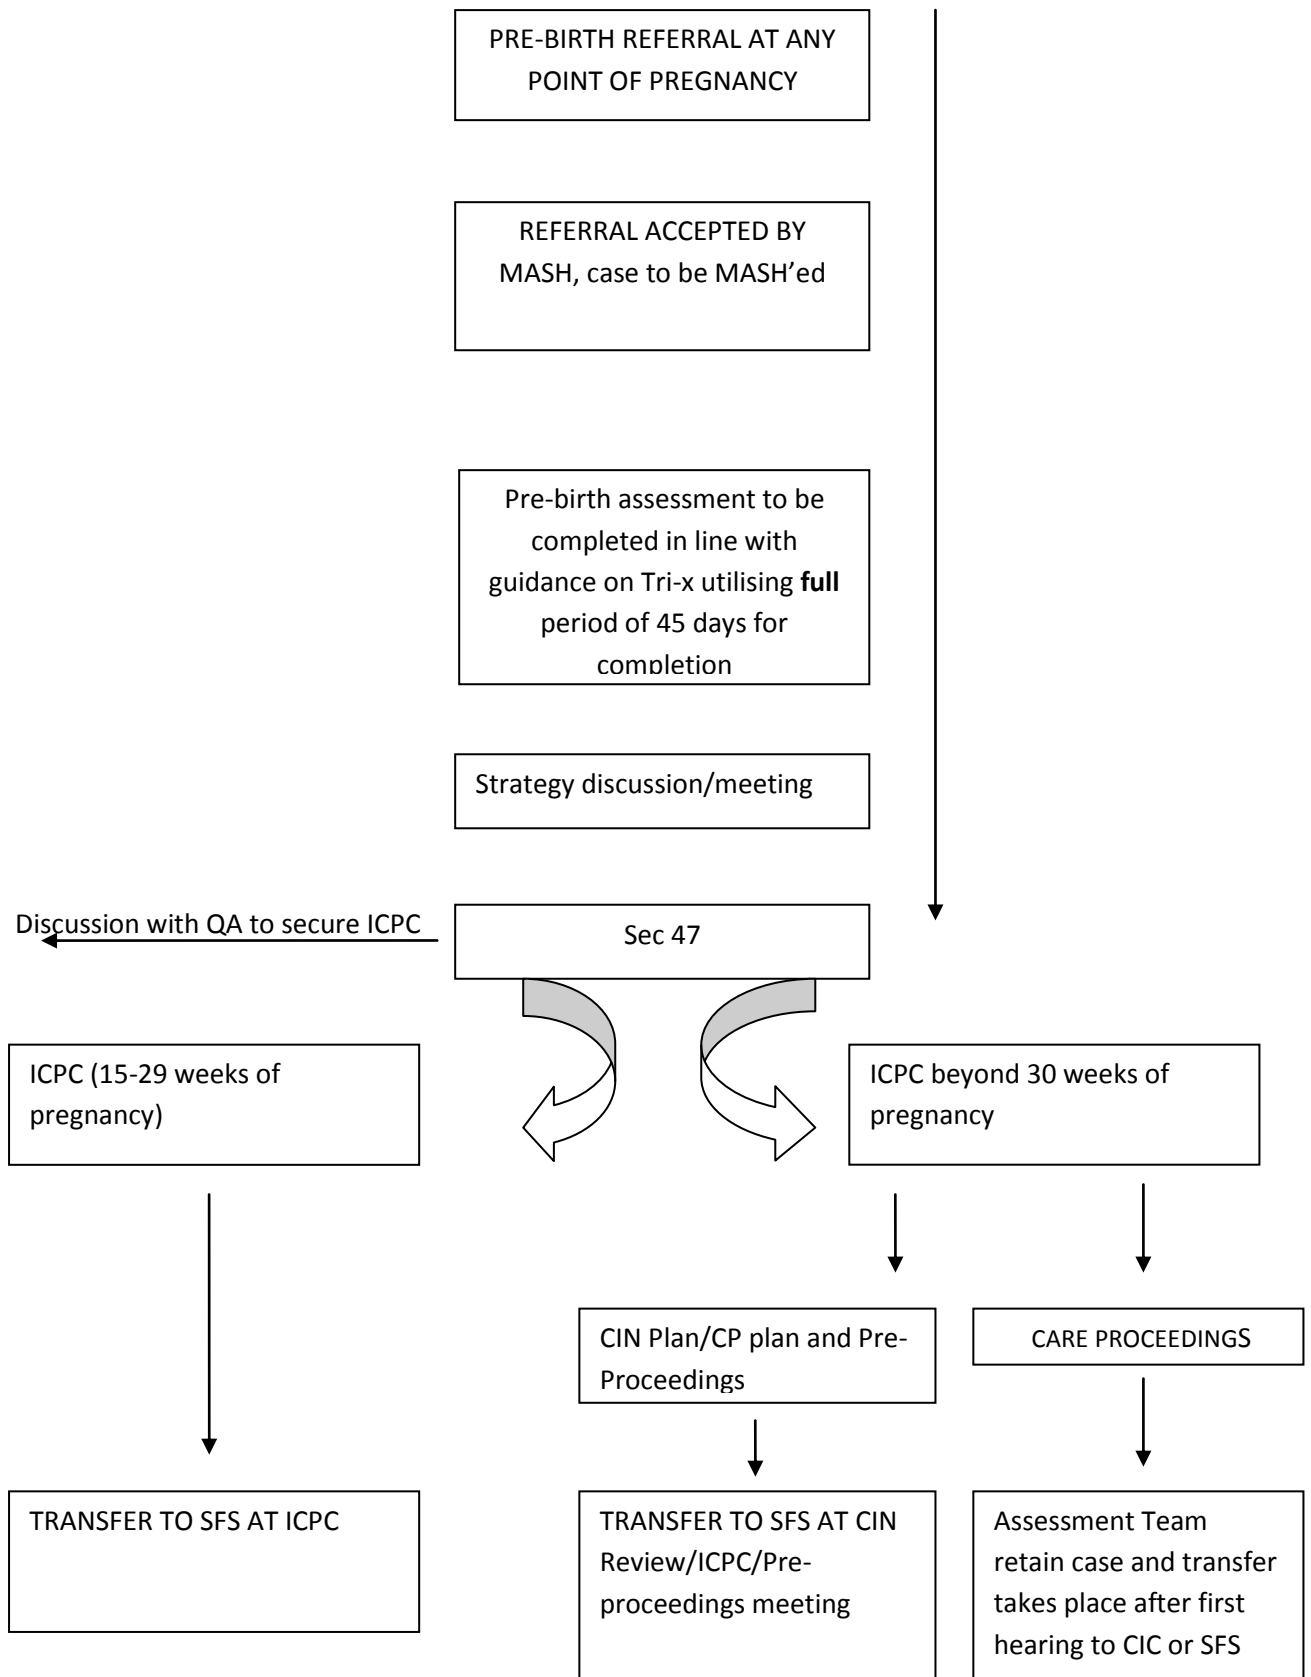 PRE-BIRTH REFERRAL AT ANY
POINT OF PREGNANCY
REFERRAL ACCEPTED BY
MASH, case to be MASH’ed
Pre-birth assessment to be
completed in line with
guidance on Tri-x utilising full
period of 45 days for
completion
Strategy discussion/meeting
Discussion with QA to secure ICPC
Sec 47
ICPC (15-29 weeks of
pregnancy)
ICPC beyond 30 weeks of
pregnancy
CIN Plan/CP plan and Pre-
Proceedings
CARE PROCEEDINGS
TRANSFER TO SFS AT ICPC
TRANSFER TO SFS AT CIN
Review/ICPC/Pre-
proceedings meeting
Assessment Team
retain case and transfer
takes place after first
hearing to CIC or SFS